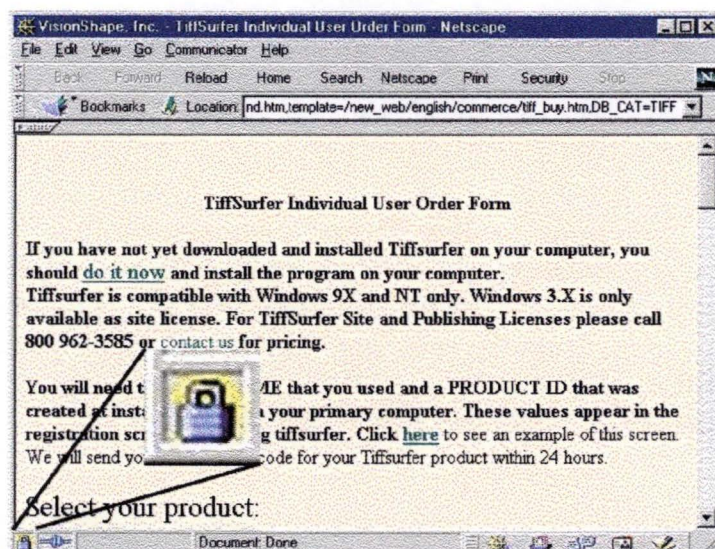 VisionShape, Inc. - TiffSurfer Individual User Order Form - Netscape
File Edit View Go Communicator Help
Back Forward Reload Home Search Netscape Print Security Stop
Bookmarks Location: nd.htm,template=/new_web/english/commerce/tiff_buy.htm,DB_CAT=TIFF
TiffSurfer Individual User Order Form
If you have not yet downloaded and installed Tiffsurfer on your computer, you
should do it now and install the program on your computer.
Tiffsurfer is compatible with Windows 9X and NT only. Windows 3.X is only
available as site license. For TiffSurfer Site and Publishing Licenses please call
800 962-3585 or contact us for pricing.
You will need t ME that you used and a PRODUCT ID that was
created at insta your primary computer. These values appear in the
registration scr g tiffsurfer. Click here to see an example of this screen.
We will send yo code for your Tiffsurfer product within 24 hours.
Select your product:
Document: Done